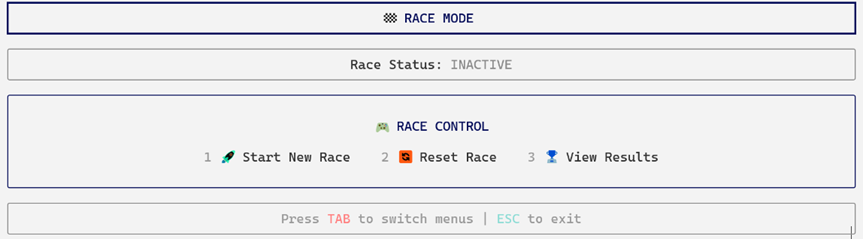 🏁 RACE MODE
Race Status: INACTIVE
🎮 RACE CONTROL
1 🚀 Start New Race 2 🔄 Reset Race 3 🏆 View Results
Press TAB to switch menus | ESC to exit